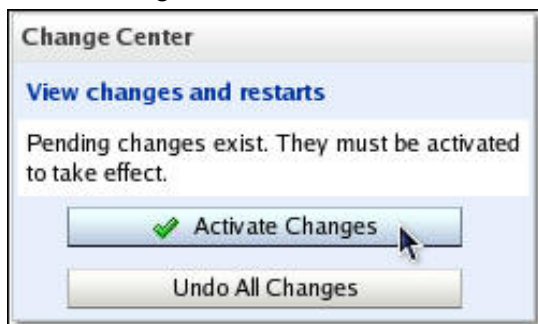 Change Center
View changes and restarts
Pending changes exist. They must be activated
to take effect.
Activate Changes
Undo All Changes